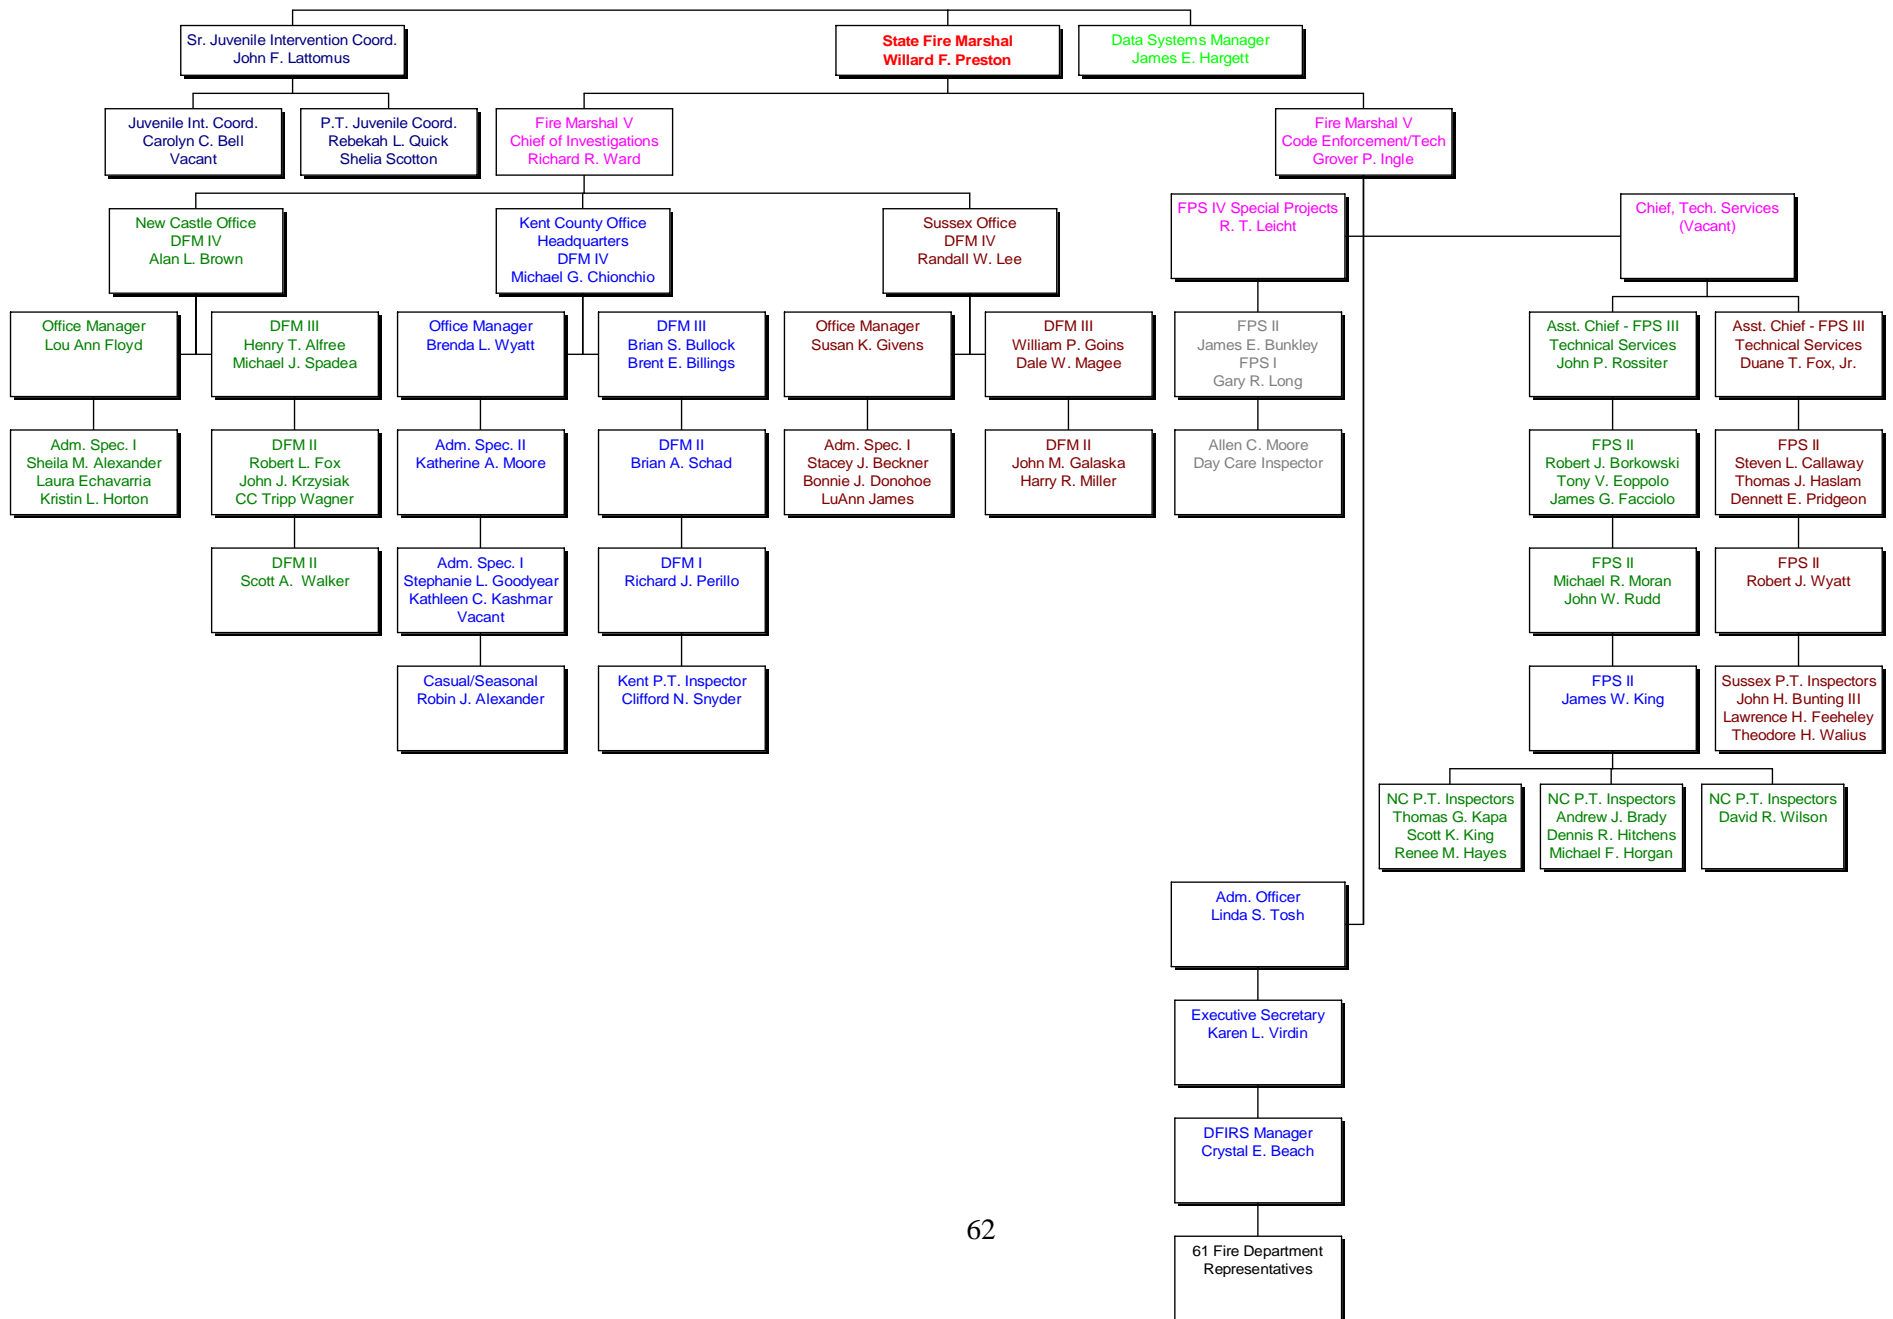 Sr. Juvenile Intervention Coord.
John F. Lattomus
State Fire Marshal
Willard F. Preston
Data Systems Manager
James E. Hargett
Juvenile Int. Coord.
Carolyn C. Bell
Vacant
P.T. Juvenile Coord.
Rebekah L. Quick
Shelia Scotton
Fire Marshal V
Chief of Investigations
Richard R. Ward
Fire Marshal V
Code Enforcement/Tech
Grover P. Ingle
New Castle Office
DFM IV
Alan L. Brown
Kent County Office
Headquarters
DFM IV
Michael G. Chionchio
Sussex Office
DFM IV
Randall W. Lee
FPS IV Special Projects
R. T. Leicht
Chief, Tech. Services
(Vacant)
Office Manager
Lou Ann Floyd
DFM III
Henry T. Alfree
Michael J. Spadea
Office Manager
Brenda L. Wyatt
DFM III
Brian S. Bullock
Brent E. Billings
Office Manager
Susan K. Givens
DFM III
William P. Goins
Dale W. Magee
FPS II
James E. Bunkley
FPS I
Gary R. Long
Asst. Chief - FPS III
Technical Services
John P. Rossiter
Asst. Chief - FPS III
Technical Services
Duane T. Fox, Jr.
Adm. Spec. I
Sheila M. Alexander
Laura Echavarria
Kristin L. Horton
DFM II
Robert L. Fox
John J. Krzysiak
CC Tripp Wagner
Adm. Spec. II
Katherine A. Moore
DFM II
Brian A. Schad
Adm. Spec. I
Stacey J. Beckner
Bonnie J. Donohoe
LuAnn James
DFM II
John M. Galaska
Harry R. Miller
Allen C. Moore
Day Care Inspector
FPS II
Robert J. Borkowski
Tony V. Eoppolo
James G. Facciolo
FPS II
Steven L. Callaway
Thomas J. Haslam
Dennett E. Pridgeon
DFM II
Scott A. Walker
Adm. Spec. I
Stephanie L. Goodyear
Kathleen C. Kashmar
Vacant
DFM I
Richard J. Perillo
FPS II
Michael R. Moran
John W. Rudd
FPS II
Robert J. Wyatt
Casual/Seasonal
Robin J. Alexander
Kent P.T. Inspector
Clifford N. Snyder
FPS II
James W. King
Sussex P.T. Inspectors
John H. Bunting III
Lawrence H. Feeheley
Theodore H. Walius
NC P.T. Inspectors
Thomas G. Kapa
Scott K. King
Renee M. Hayes
NC P.T. Inspectors
Andrew J. Brady
Dennis R. Hitchens
Michael F. Horgan
NC P.T. Inspectors
David R. Wilson
Adm. Officer
Linda S. Tosh
Executive Secretary
Karen L. Virdin
DFIRS Manager
Crystal E. Beach
62
61 Fire Department
Representatives